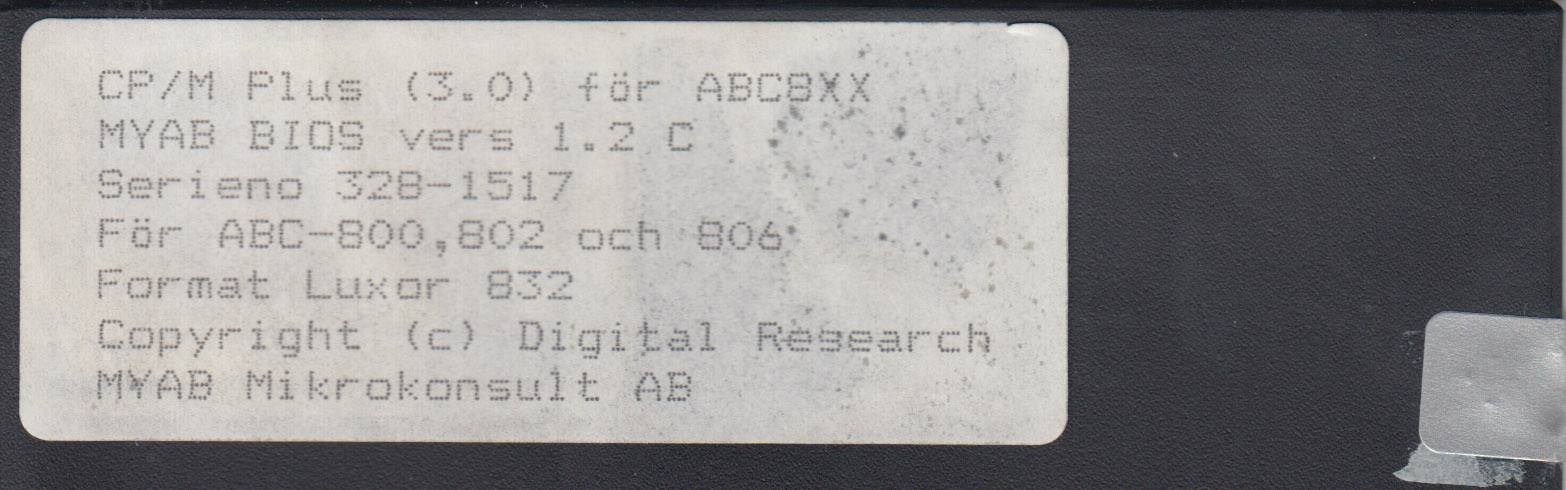 CP/M Plus (3.0) för ABC8XX
MYAB BIOS vers 1.2 C
Serieno 328-1517
För ABC-800,802 och 806
Format Luxor 832
Copyright (c) Digital Research
MYAB Mikrokonsult AB